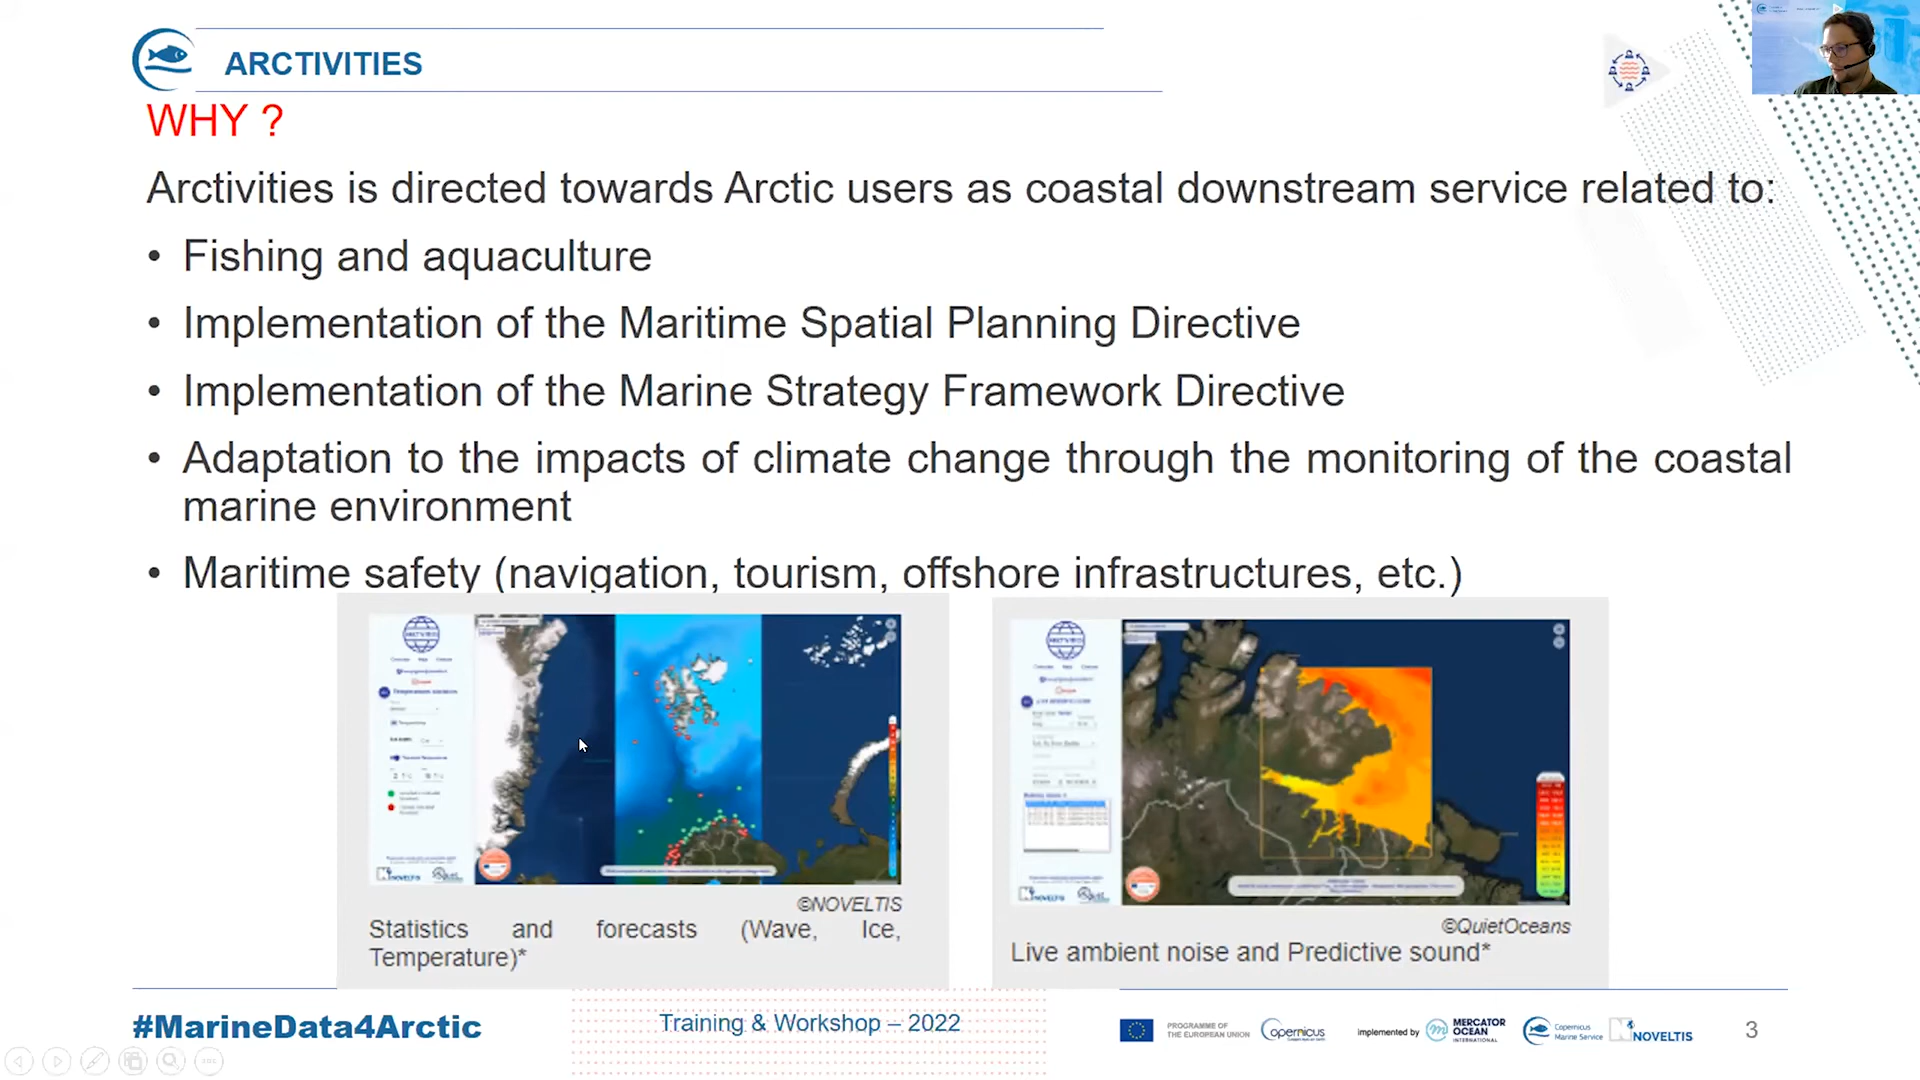 ARCTIVITIES
WHY ?
Arctivities is directed towards Arctic users as coastal downstream service related to:
• Fishing and aquaculture
• Implementation of the Maritime Spatial Planning Directive
• Implementation of the Marine Strategy Framework Directive
• Adaptation to the impacts of climate change through the monitoring of the coastal
marine environment
• Maritime safety (navigation, tourism, offshore infrastructures, etc.)
NOVELTIS
©NOVELTIS
Statistics and forecasts (Wave, Ice,
Temperature)*
NOVELTIS
©QuietOceans
Live ambient noise and Predictive sound*
#MarineData4Arctic
Training & Workshop – 2022
PROGRAMME OF
THE EUROPEAN UNION
opernicus
implemented by
MERCATOR
OCEAN
INTERNATIONAL
Copernicus
Marine Service
NOVELTIS
3